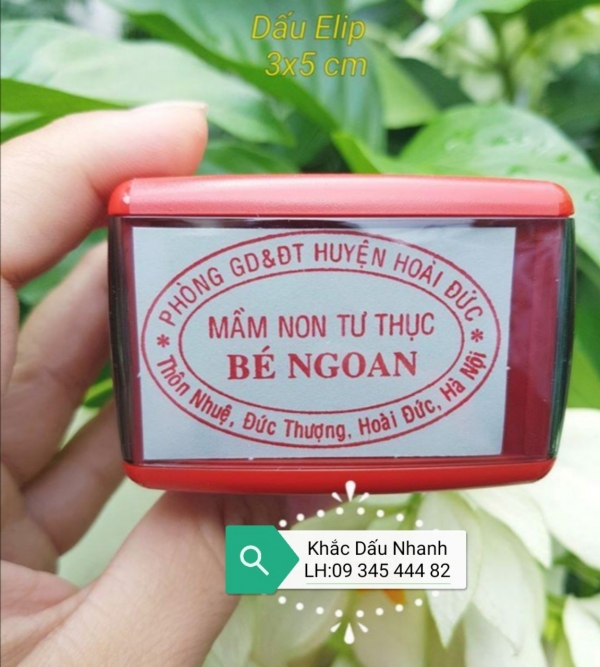 Dấu Elip
3x5 cm
* PHÒNG GD&ĐT HUYỆN HOÀI ĐỨC *
MẦM NON TƯ THỤC
BÉ NGOAN
Thôn Nhuệ, Đức Thượng, Hoài Đức, Hà Nội
Khắc Dấu Nhanh
LH:09 345 444 82